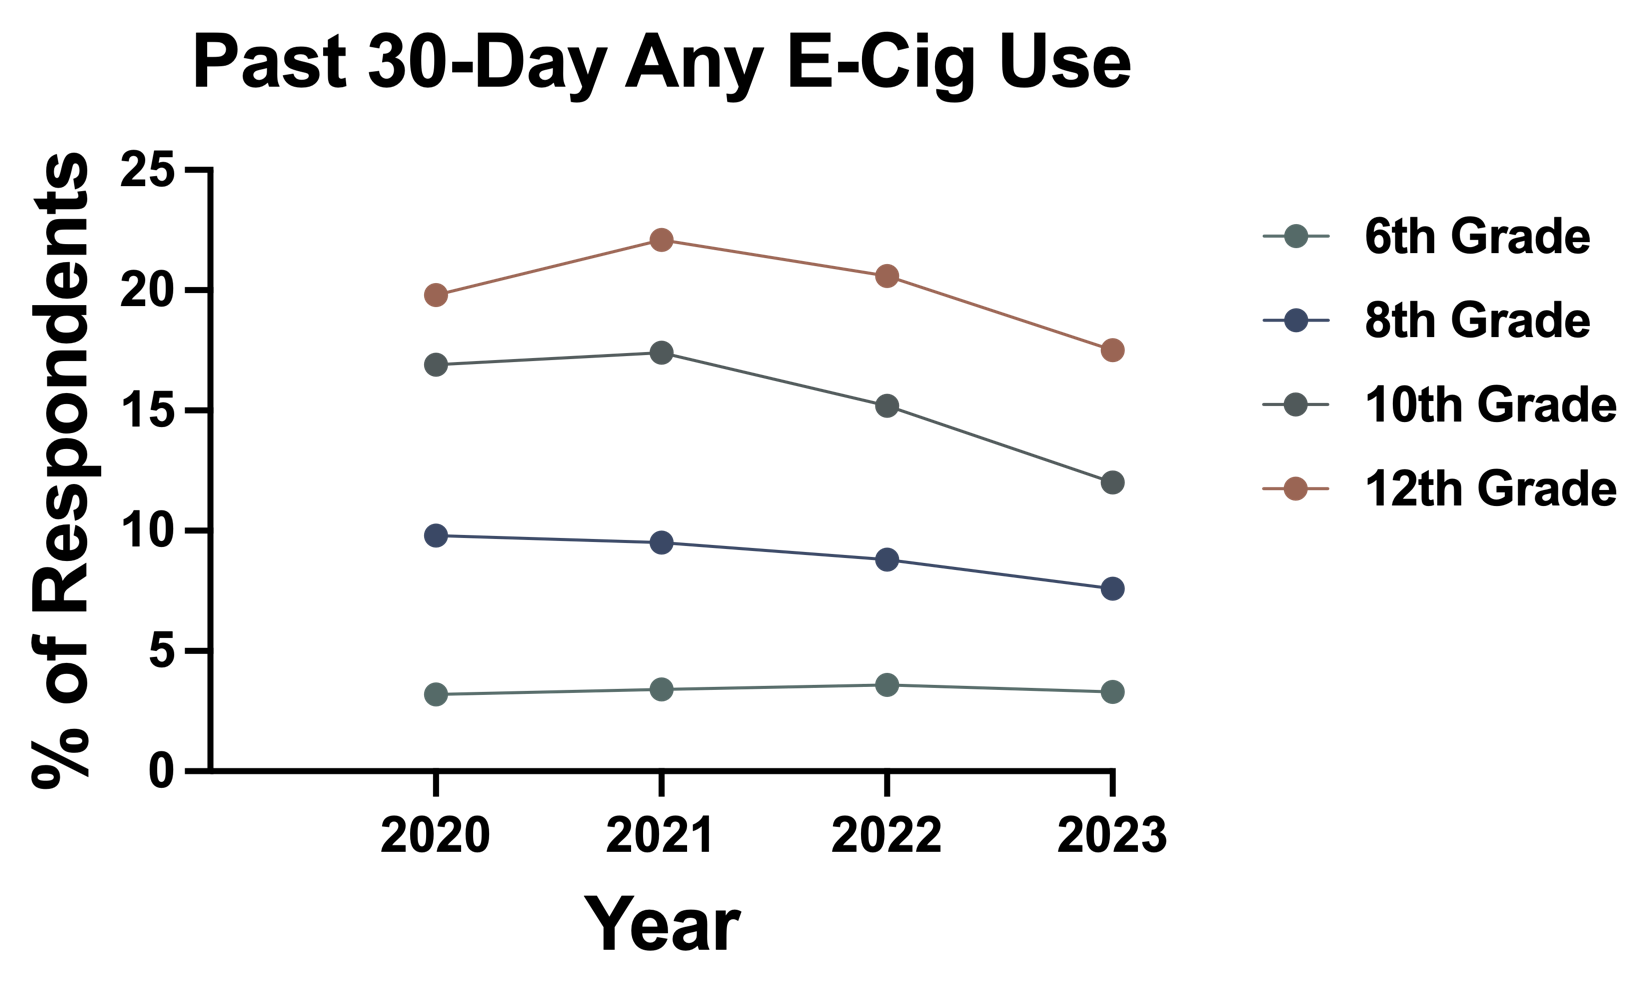 Past 30-Day Any E-Cig Use
% of Respondents
25
20
15
10
5
0
2020 2021 2022 2023
Year
6th Grade
8th Grade
10th Grade
12th Grade